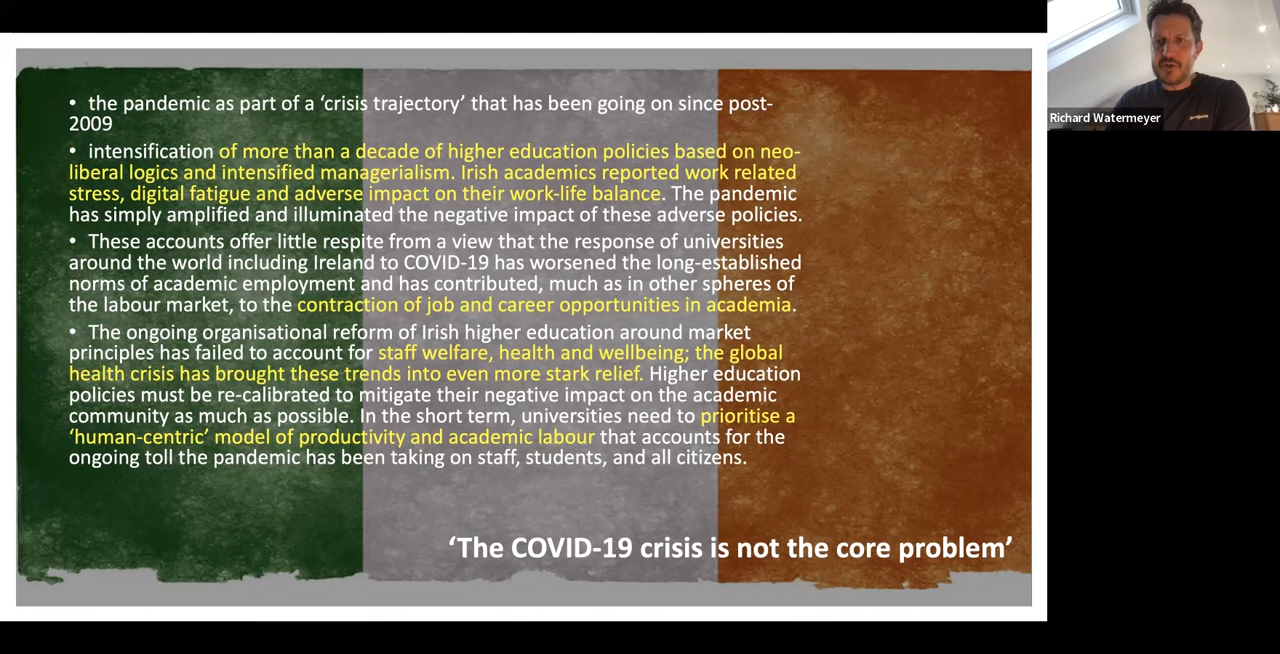 • the pandemic as part of a ‘crisis trajectory’ that has been going on since post-
2009
• intensification of more than a decade of higher education policies based on neo-
liberal logics and intensified managerialism. Irish academics reported work related
stress, digital fatigue and adverse impact on their work-life balance. The pandemic
has simply amplified and illuminated the negative impact of these adverse policies.
• These accounts offer little respite from a view that the response of universities
around the world including Ireland to COVID-19 has worsened the long-established
norms of academic employment and has contributed, much as in other spheres of
the labour market, to the contraction of job and career opportunities in academia.
• The ongoing organisational reform of Irish higher education around market
principles has failed to account for staff welfare, health and wellbeing; the global
health crisis has brought these trends into even more stark relief. Higher education
policies must be re-calibrated to mitigate their negative impact on the academic
community as much as possible. In the short term, universities need to prioritise a
‘human-centric’ model of productivity and academic labour that accounts for the
ongoing toll the pandemic has been taking on staff, students, and all citizens.
‘The COVID-19 crisis is not the core problem’
Richard Watermeyer